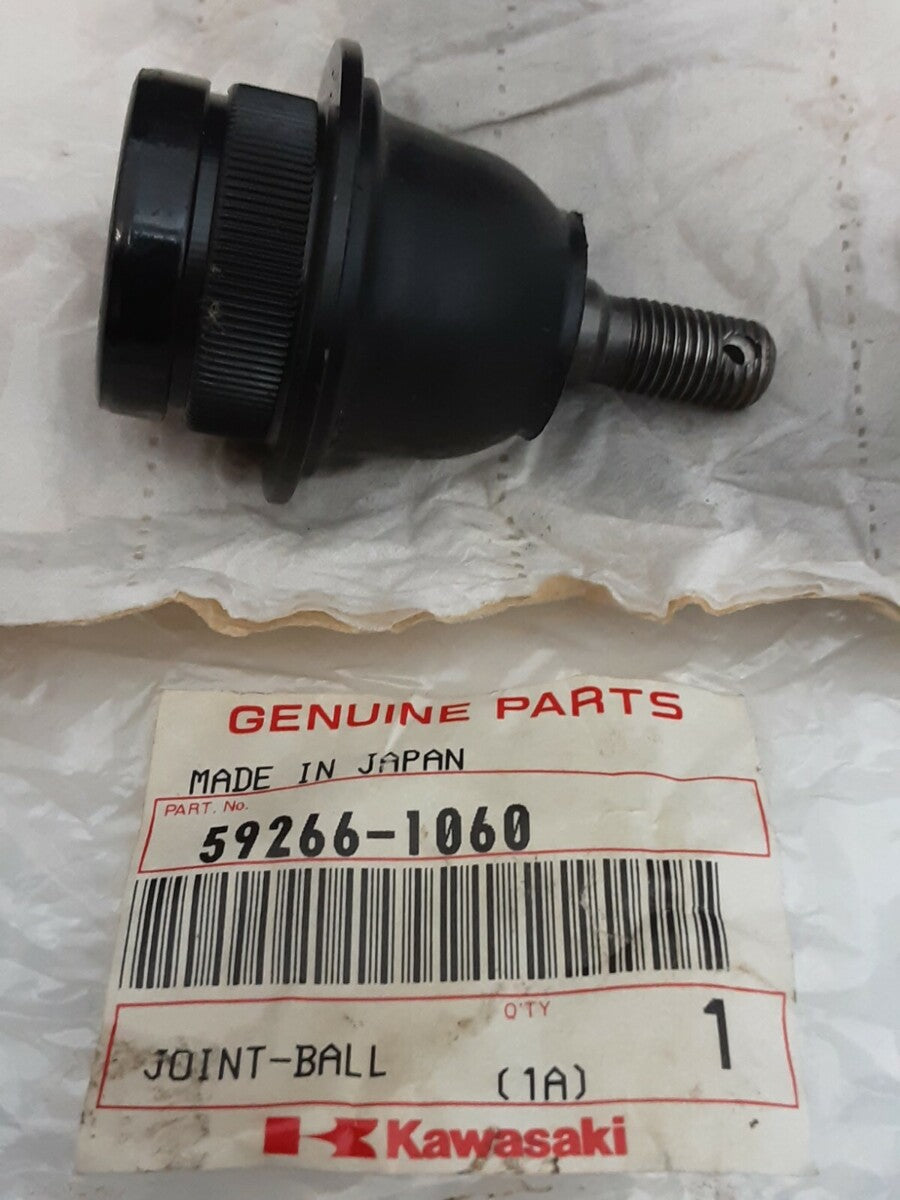 GENUINE PARTS
MADE IN JAPAN
PART. No.
59266-1060
Q'TY
1
JOINT-BALL
(1A)
Kawasaki